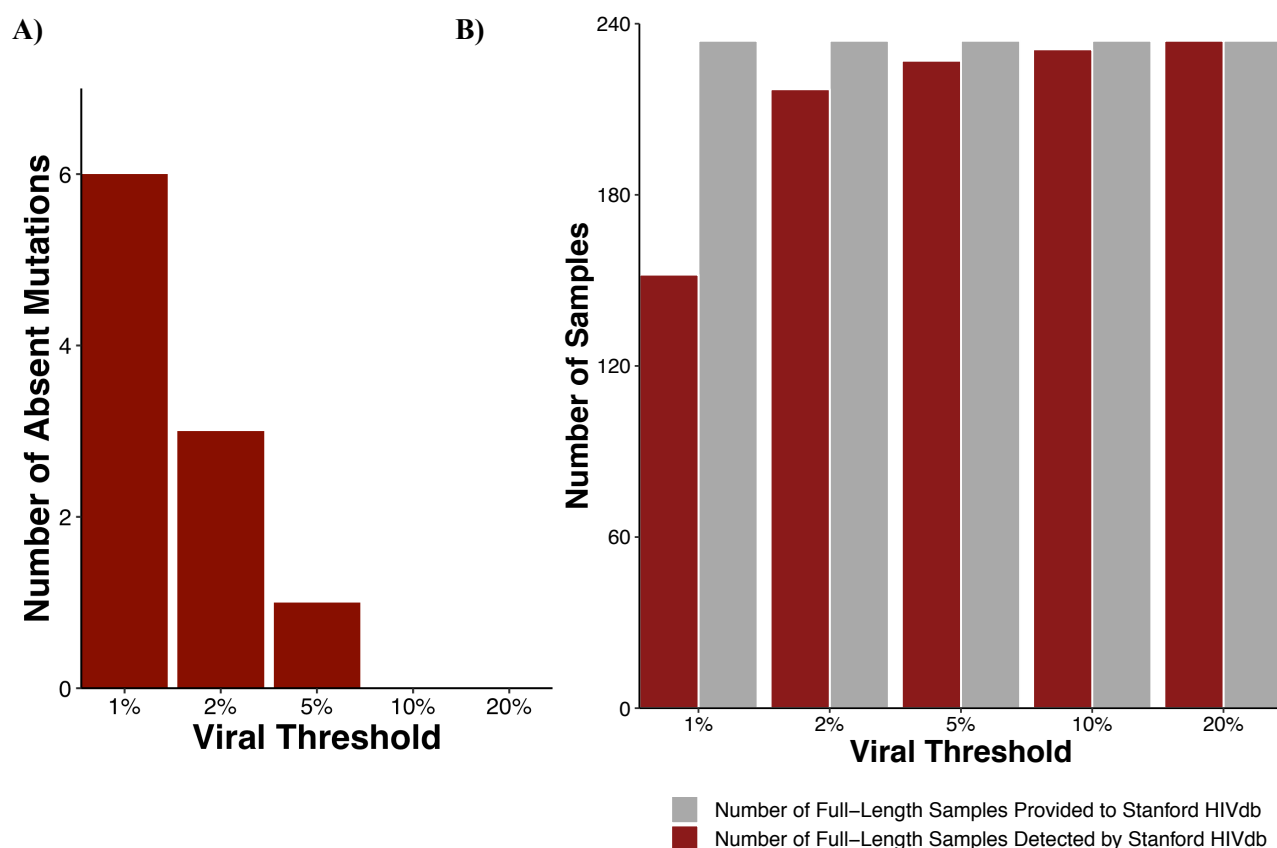 A)
Number of Absent Mutations
6
4
2
0
1% 2% 5% 10% 20%
Viral Threshold
B)
Number of Samples
240
180
120
60
0
1% 2% 5% 10% 20%
Viral Threshold
Number of Full−Length Samples Provided to Stanford HIVdb
Number of Full−Length Samples Detected by Stanford HIVdb